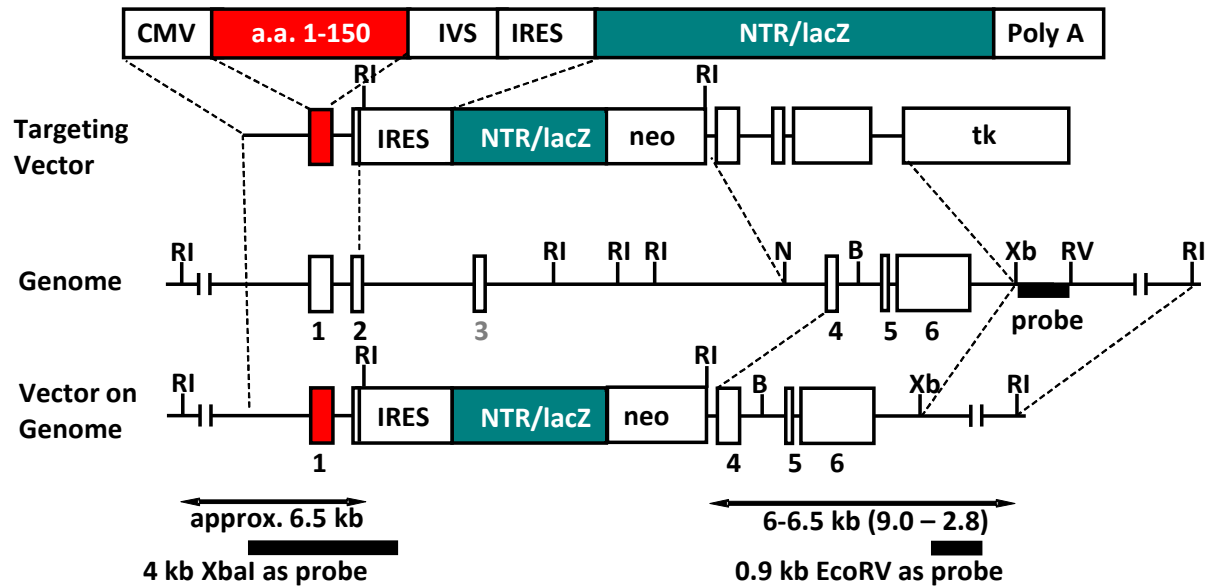 CMV a.a. 1-150 IVS IRES NTR/lacZ Poly A
RI RI
Targeting
Vector
IRES NTR/lacZ neo tk
RI RI RI RI N B Xb RV RI
Genome
probe
1 2 3 4 5 6
RI RI RI B Xb RI
Vector on
Genome
IRES NTR/lacZ neo
1 4 5 6
approx. 6.5 kb
6-6.5 kb (9.0 – 2.8)
4 kb XbaI as probe
0.9 kb EcoRV as probe